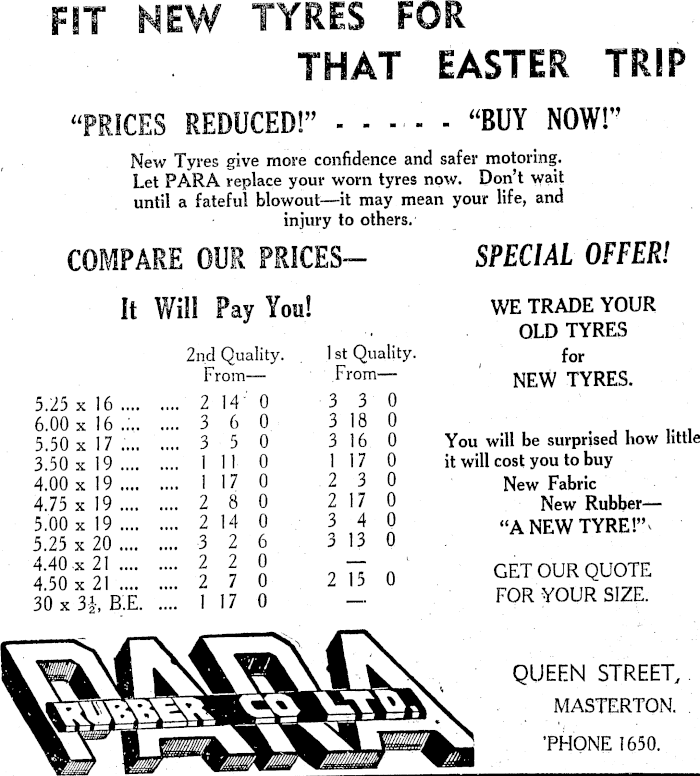 FIT NEW TYRES FOR
THAT EASTER TRIP
"PRICES REDUCED!" - - - - - "BUY NOW!"
New Tyres give more confidence and safer motoring.
Let PARA replace your worn tyres now. Don't wait
until a fateful blowout—it may mean your life, and
injury to others.
COMPARE OUR PRICES—
It Will Pay You!
2nd Quality. 1st Quality.
From— From—
5.25 x 16 .... .... 2 14 0 3 3 0
6.00 x 16 .... .... 3 6 0 3 18 0
5.50 x 17 .... .... 3 5 0 3 16 0
3.50 x 19 .... .... 1 11 0 1 17 0
4.00 x 19 .... .... 1 17 0 2 3 0
4.75 x 19 .... .... 2 8 0 2 17 0
5.00 x 19 .... .... 2 14 0 3 4 0
5.25 x 20 .... .... 3 2 6 3 13 0
4.40 x 21 .... .... 2 2 0 —
4.50 x 21 .... .... 2 7 0 2 15 0
30 x 3½, B.E. .... 1 17 0 —
SPECIAL OFFER!
WE TRADE YOUR
OLD TYRES
for
NEW TYRES.
You will be surprised how little
it will cost you to buy
New Fabric
New Rubber—
"A NEW TYRE!"
GET OUR QUOTE
FOR YOUR SIZE.
PARA
RUBBER CO LTD.
QUEEN STREET,
MASTERTON.
'PHONE 1650.